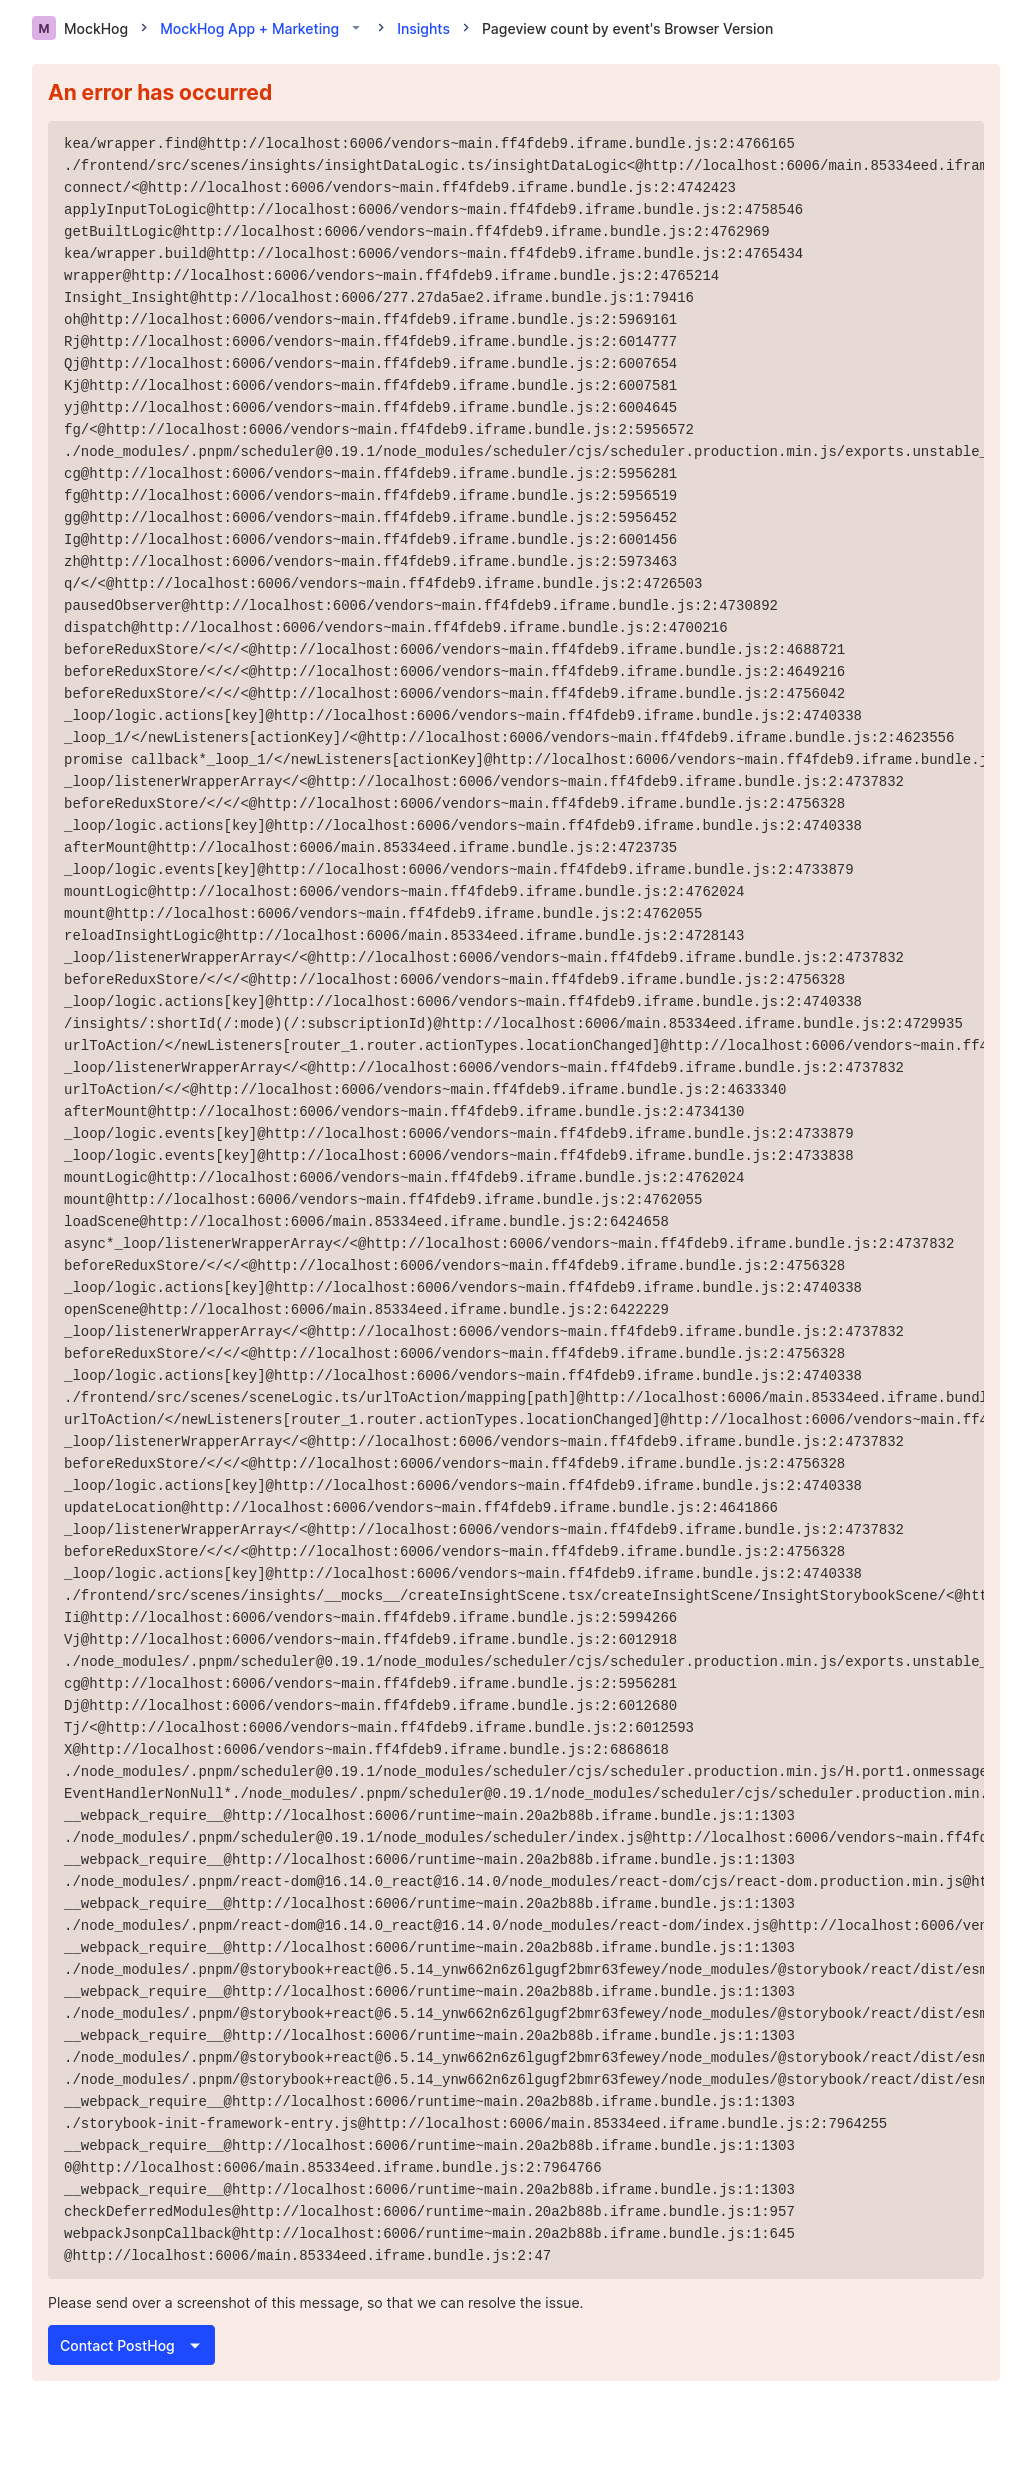 M MockHog > MockHog App + Marketing > Insights > Pageview count by event's Browser Version
An error has occurred
kea/wrapper.find@http://localhost:6006/vendors~main.ff4fdeb9.iframe.bundle.js:2:4766165
./frontend/src/scenes/insights/insightDataLogic.ts/insightDataLogic<@http://localhost:6006/main.85334eed.ifram
connect/<@http://localhost:6006/vendors~main.ff4fdeb9.iframe.bundle.js:2:4742423
applyInputToLogic@http://localhost:6006/vendors~main.ff4fdeb9.iframe.bundle.js:2:4758546
getBuiltLogic@http://localhost:6006/vendors~main.ff4fdeb9.iframe.bundle.js:2:4762969
kea/wrapper.build@http://localhost:6006/vendors~main.ff4fdeb9.iframe.bundle.js:2:4765434
wrapper@http://localhost:6006/vendors~main.ff4fdeb9.iframe.bundle.js:2:4765214
Insight_Insight@http://localhost:6006/277.27da5ae2.iframe.bundle.js:1:79416
oh@http://localhost:6006/vendors~main.ff4fdeb9.iframe.bundle.js:2:5969161
Rj@http://localhost:6006/vendors~main.ff4fdeb9.iframe.bundle.js:2:6014777
Qj@http://localhost:6006/vendors~main.ff4fdeb9.iframe.bundle.js:2:6007654
Kj@http://localhost:6006/vendors~main.ff4fdeb9.iframe.bundle.js:2:6007581
yj@http://localhost:6006/vendors~main.ff4fdeb9.iframe.bundle.js:2:6004645
fg/<@http://localhost:6006/vendors~main.ff4fdeb9.iframe.bundle.js:2:5956572
./node_modules/.pnpm/scheduler@0.19.1/node_modules/scheduler/cjs/scheduler.production.min.js/exports.unstable_
cg@http://localhost:6006/vendors~main.ff4fdeb9.iframe.bundle.js:2:5956281
fg@http://localhost:6006/vendors~main.ff4fdeb9.iframe.bundle.js:2:5956519
gg@http://localhost:6006/vendors~main.ff4fdeb9.iframe.bundle.js:2:5956452
Ig@http://localhost:6006/vendors~main.ff4fdeb9.iframe.bundle.js:2:6001456
zh@http://localhost:6006/vendors~main.ff4fdeb9.iframe.bundle.js:2:5973463
q/</<@http://localhost:6006/vendors~main.ff4fdeb9.iframe.bundle.js:2:4726503
pausedObserver@http://localhost:6006/vendors~main.ff4fdeb9.iframe.bundle.js:2:4730892
dispatch@http://localhost:6006/vendors~main.ff4fdeb9.iframe.bundle.js:2:4700216
beforeReduxStore/</</<@http://localhost:6006/vendors~main.ff4fdeb9.iframe.bundle.js:2:4688721
beforeReduxStore/</</<@http://localhost:6006/vendors~main.ff4fdeb9.iframe.bundle.js:2:4649216
beforeReduxStore/</</<@http://localhost:6006/vendors~main.ff4fdeb9.iframe.bundle.js:2:4756042
_loop/logic.actions[key]@http://localhost:6006/vendors~main.ff4fdeb9.iframe.bundle.js:2:4740338
_loop_1/</newListeners[actionKey]/<@http://localhost:6006/vendors~main.ff4fdeb9.iframe.bundle.js:2:4623556
promise callback*_loop_1/</newListeners[actionKey]@http://localhost:6006/vendors~main.ff4fdeb9.iframe.bundle.j
_loop/listenerWrapperArray</<@http://localhost:6006/vendors~main.ff4fdeb9.iframe.bundle.js:2:4737832
beforeReduxStore/</</<@http://localhost:6006/vendors~main.ff4fdeb9.iframe.bundle.js:2:4756328
_loop/logic.actions[key]@http://localhost:6006/vendors~main.ff4fdeb9.iframe.bundle.js:2:4740338
afterMount@http://localhost:6006/main.85334eed.iframe.bundle.js:2:4723735
_loop/logic.events[key]@http://localhost:6006/vendors~main.ff4fdeb9.iframe.bundle.js:2:4733879
mountLogic@http://localhost:6006/vendors~main.ff4fdeb9.iframe.bundle.js:2:4762024
mount@http://localhost:6006/vendors~main.ff4fdeb9.iframe.bundle.js:2:4762055
reloadInsightLogic@http://localhost:6006/main.85334eed.iframe.bundle.js:2:4728143
_loop/listenerWrapperArray</<@http://localhost:6006/vendors~main.ff4fdeb9.iframe.bundle.js:2:4737832
beforeReduxStore/</</<@http://localhost:6006/vendors~main.ff4fdeb9.iframe.bundle.js:2:4756328
_loop/logic.actions[key]@http://localhost:6006/vendors~main.ff4fdeb9.iframe.bundle.js:2:4740338
/insights/:shortId(/:mode)(/:subscriptionId)@http://localhost:6006/main.85334eed.iframe.bundle.js:2:4729935
urlToAction/</newListeners[router_1.router.actionTypes.locationChanged]@http://localhost:6006/vendors~main.ff4
_loop/listenerWrapperArray</<@http://localhost:6006/vendors~main.ff4fdeb9.iframe.bundle.js:2:4737832
urlToAction/</<@http://localhost:6006/vendors~main.ff4fdeb9.iframe.bundle.js:2:4633340
afterMount@http://localhost:6006/vendors~main.ff4fdeb9.iframe.bundle.js:2:4734130
_loop/logic.events[key]@http://localhost:6006/vendors~main.ff4fdeb9.iframe.bundle.js:2:4733879
_loop/logic.events[key]@http://localhost:6006/vendors~main.ff4fdeb9.iframe.bundle.js:2:4733838
mountLogic@http://localhost:6006/vendors~main.ff4fdeb9.iframe.bundle.js:2:4762024
mount@http://localhost:6006/vendors~main.ff4fdeb9.iframe.bundle.js:2:4762055
loadScene@http://localhost:6006/main.85334eed.iframe.bundle.js:2:6424658
async*_loop/listenerWrapperArray</<@http://localhost:6006/vendors~main.ff4fdeb9.iframe.bundle.js:2:4737832
beforeReduxStore/</</<@http://localhost:6006/vendors~main.ff4fdeb9.iframe.bundle.js:2:4756328
_loop/logic.actions[key]@http://localhost:6006/vendors~main.ff4fdeb9.iframe.bundle.js:2:4740338
openScene@http://localhost:6006/main.85334eed.iframe.bundle.js:2:6422229
_loop/listenerWrapperArray</<@http://localhost:6006/vendors~main.ff4fdeb9.iframe.bundle.js:2:4737832
beforeReduxStore/</</<@http://localhost:6006/vendors~main.ff4fdeb9.iframe.bundle.js:2:4756328
_loop/logic.actions[key]@http://localhost:6006/vendors~main.ff4fdeb9.iframe.bundle.js:2:4740338
./frontend/src/scenes/sceneLogic.ts/urlToAction/mapping[path]@http://localhost:6006/main.85334eed.iframe.bundl
urlToAction/</newListeners[router_1.router.actionTypes.locationChanged]@http://localhost:6006/vendors~main.ff4
_loop/listenerWrapperArray</<@http://localhost:6006/vendors~main.ff4fdeb9.iframe.bundle.js:2:4737832
beforeReduxStore/</</<@http://localhost:6006/vendors~main.ff4fdeb9.iframe.bundle.js:2:4756328
_loop/logic.actions[key]@http://localhost:6006/vendors~main.ff4fdeb9.iframe.bundle.js:2:4740338
updateLocation@http://localhost:6006/vendors~main.ff4fdeb9.iframe.bundle.js:2:4641866
_loop/listenerWrapperArray</<@http://localhost:6006/vendors~main.ff4fdeb9.iframe.bundle.js:2:4737832
beforeReduxStore/</</<@http://localhost:6006/vendors~main.ff4fdeb9.iframe.bundle.js:2:4756328
_loop/logic.actions[key]@http://localhost:6006/vendors~main.ff4fdeb9.iframe.bundle.js:2:4740338
./frontend/src/scenes/insights/__mocks__/createInsightScene.tsx/createInsightScene/InsightStorybookScene/<@htt
Ii@http://localhost:6006/vendors~main.ff4fdeb9.iframe.bundle.js:2:5994266
Vj@http://localhost:6006/vendors~main.ff4fdeb9.iframe.bundle.js:2:6012918
./node_modules/.pnpm/scheduler@0.19.1/node_modules/scheduler/cjs/scheduler.production.min.js/exports.unstable_
cg@http://localhost:6006/vendors~main.ff4fdeb9.iframe.bundle.js:2:5956281
Dj@http://localhost:6006/vendors~main.ff4fdeb9.iframe.bundle.js:2:6012680
Tj/<@http://localhost:6006/vendors~main.ff4fdeb9.iframe.bundle.js:2:6012593
X@http://localhost:6006/vendors~main.ff4fdeb9.iframe.bundle.js:2:6868618
./node_modules/.pnpm/scheduler@0.19.1/node_modules/scheduler/cjs/scheduler.production.min.js/H.port1.onmessage
EventHandlerNonNull*./node_modules/.pnpm/scheduler@0.19.1/node_modules/scheduler/cjs/scheduler.production.min.
__webpack_require__@http://localhost:6006/runtime~main.20a2b88b.iframe.bundle.js:1:1303
./node_modules/.pnpm/scheduler@0.19.1/node_modules/scheduler/index.js@http://localhost:6006/vendors~main.ff4fd
__webpack_require__@http://localhost:6006/runtime~main.20a2b88b.iframe.bundle.js:1:1303
./node_modules/.pnpm/react-dom@16.14.0_react@16.14.0/node_modules/react-dom/cjs/react-dom.production.min.js@ht
__webpack_require__@http://localhost:6006/runtime~main.20a2b88b.iframe.bundle.js:1:1303
./node_modules/.pnpm/react-dom@16.14.0_react@16.14.0/node_modules/react-dom/index.js@http://localhost:6006/ven
__webpack_require__@http://localhost:6006/runtime~main.20a2b88b.iframe.bundle.js:1:1303
./node_modules/.pnpm/@storybook+react@6.5.14_ynw662n6z6lgugf2bmr63fewey/node_modules/@storybook/react/dist/esm
__webpack_require__@http://localhost:6006/runtime~main.20a2b88b.iframe.bundle.js:1:1303
./node_modules/.pnpm/@storybook+react@6.5.14_ynw662n6z6lgugf2bmr63fewey/node_modules/@storybook/react/dist/esm
__webpack_require__@http://localhost:6006/runtime~main.20a2b88b.iframe.bundle.js:1:1303
./node_modules/.pnpm/@storybook+react@6.5.14_ynw662n6z6lgugf2bmr63fewey/node_modules/@storybook/react/dist/esm
./node_modules/.pnpm/@storybook+react@6.5.14_ynw662n6z6lgugf2bmr63fewey/node_modules/@storybook/react/dist/esm
__webpack_require__@http://localhost:6006/runtime~main.20a2b88b.iframe.bundle.js:1:1303
./storybook-init-framework-entry.js@http://localhost:6006/main.85334eed.iframe.bundle.js:2:7964255
__webpack_require__@http://localhost:6006/runtime~main.20a2b88b.iframe.bundle.js:1:1303
0@http://localhost:6006/main.85334eed.iframe.bundle.js:2:7964766
__webpack_require__@http://localhost:6006/runtime~main.20a2b88b.iframe.bundle.js:1:1303
checkDeferredModules@http://localhost:6006/runtime~main.20a2b88b.iframe.bundle.js:1:957
webpackJsonpCallback@http://localhost:6006/runtime~main.20a2b88b.iframe.bundle.js:1:645
@http://localhost:6006/main.85334eed.iframe.bundle.js:2:47
Please send over a screenshot of this message, so that we can resolve the issue.
Contact PostHog